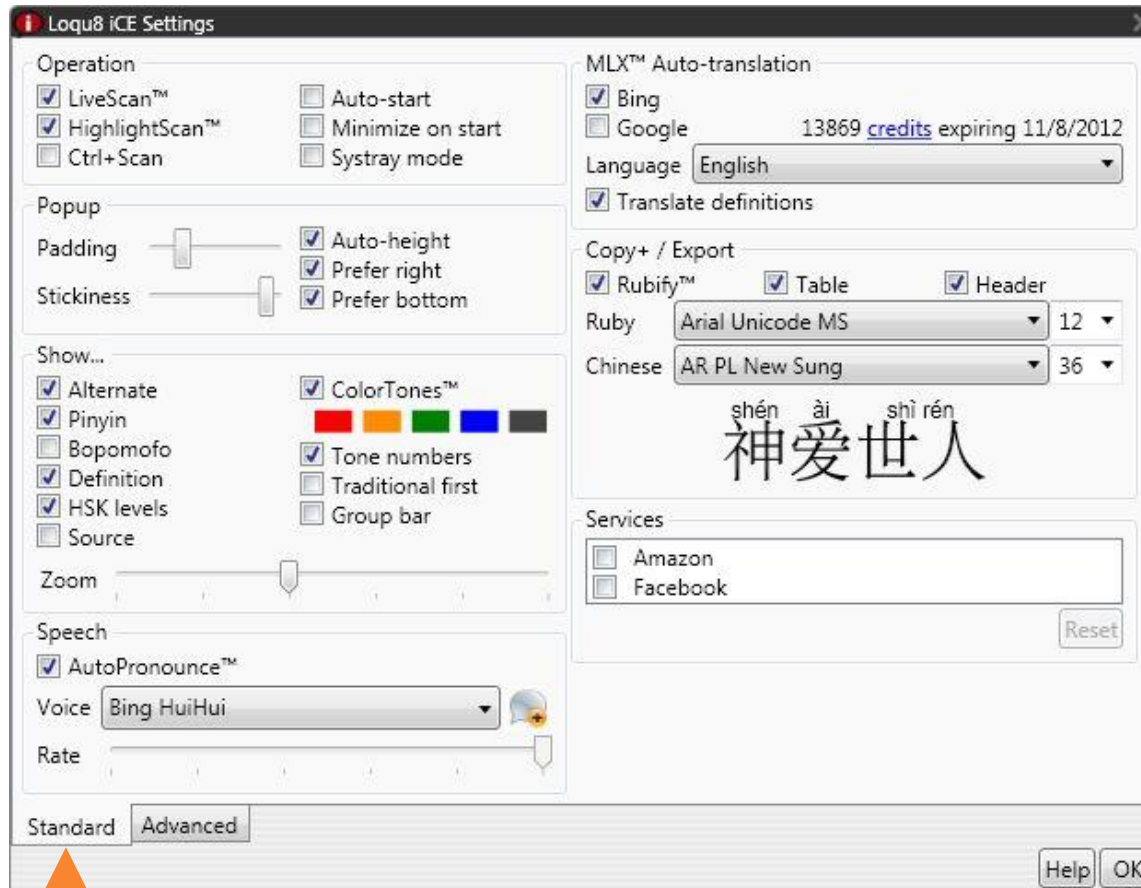 Loqu8 iCE Settings
Operation
LiveScan™
HighlightScan™
Ctrl+Scan
Auto-start
Minimize on start
Systray mode
Popup
Padding
Stickiness
Auto-height
Prefer right
Prefer bottom
Show...
Alternate
Pinyin
Bopomofo
Definition
HSK levels
Source
ColorTones™
Tone numbers
Traditional first
Group bar
Zoom
Speech
AutoPronounce™
Voice Bing HuiHui
Rate
MLX™ Auto-translation
Bing
Google 13869 credits expiring 11/8/2012
Language English
Translate definitions
Copy+ / Export
Rubify™ Table Header
Ruby Arial Unicode MS 12
Chinese AR PL New Sung 36
shén ài shì rén
神爱世人
Services
Amazon
Facebook
Reset
Standard Advanced
Help OK